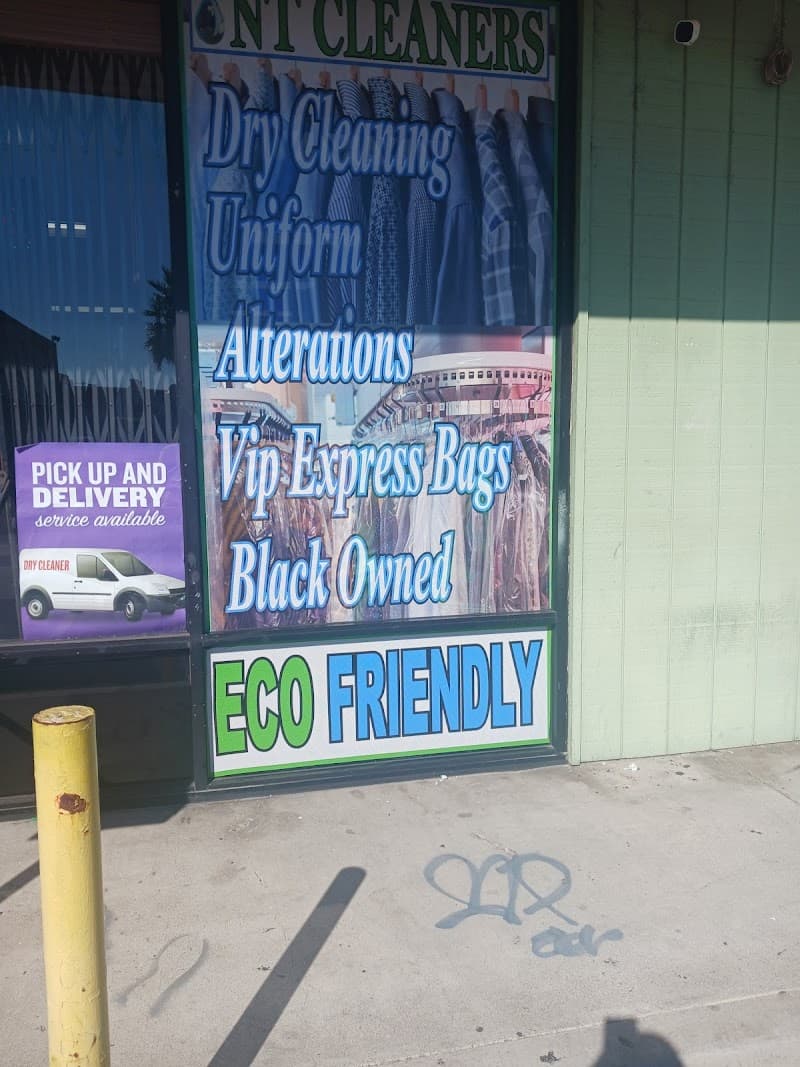 NT CLEANERS
Dry Cleaning
Uniform
Alterations
Vip Express Bags
Black Owned
PICK UP AND
DELIVERY
service available
DRY CLEANER
ECO FRIENDLY